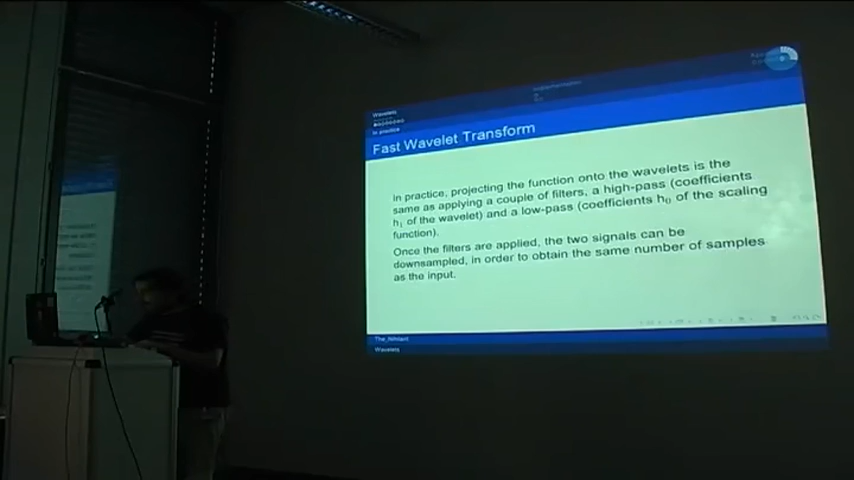 Wavelets
In practice
Fast Wavelet Transform
In practice, projecting the function onto the wavelets is the
same as applying a couple of filters, a high-pass (coefficients
h₁ of the wavelet) and a low-pass (coefficients h₀ of the scaling
function).
Once the filters are applied, the two signals can be
downsampled, in order to obtain the same number of samples
as the input.
Wavelets